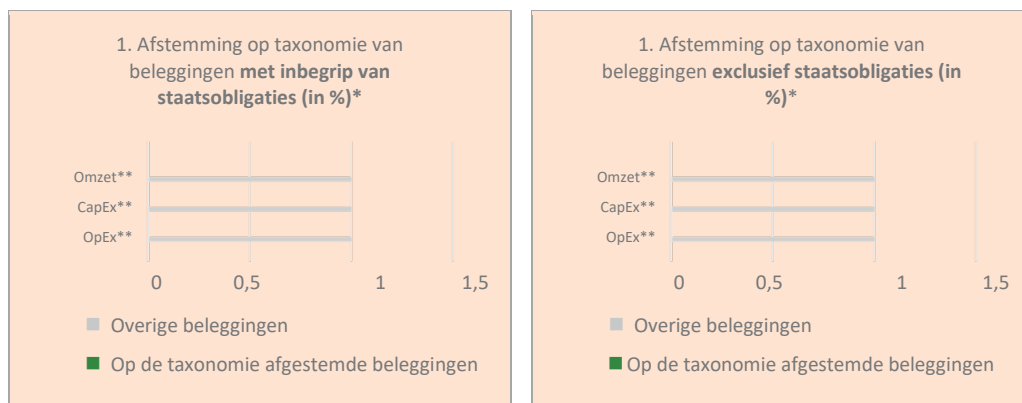 1. Afstemming op taxonomie van
beleggingen met inbegrip van
staatsobligaties (in %)*
Omzet**
CapEx**
OpEx**
0 0,5 1 1,5
Overige beleggingen
Op de taxonomie afgestemde beleggingen
1. Afstemming op taxonomie van
beleggingen exclusief staatsobligaties (in
%)*
Omzet**
CapEx**
OpEx**
0 0,5 1 1,5
Overige beleggingen
Op de taxonomie afgestemde beleggingen